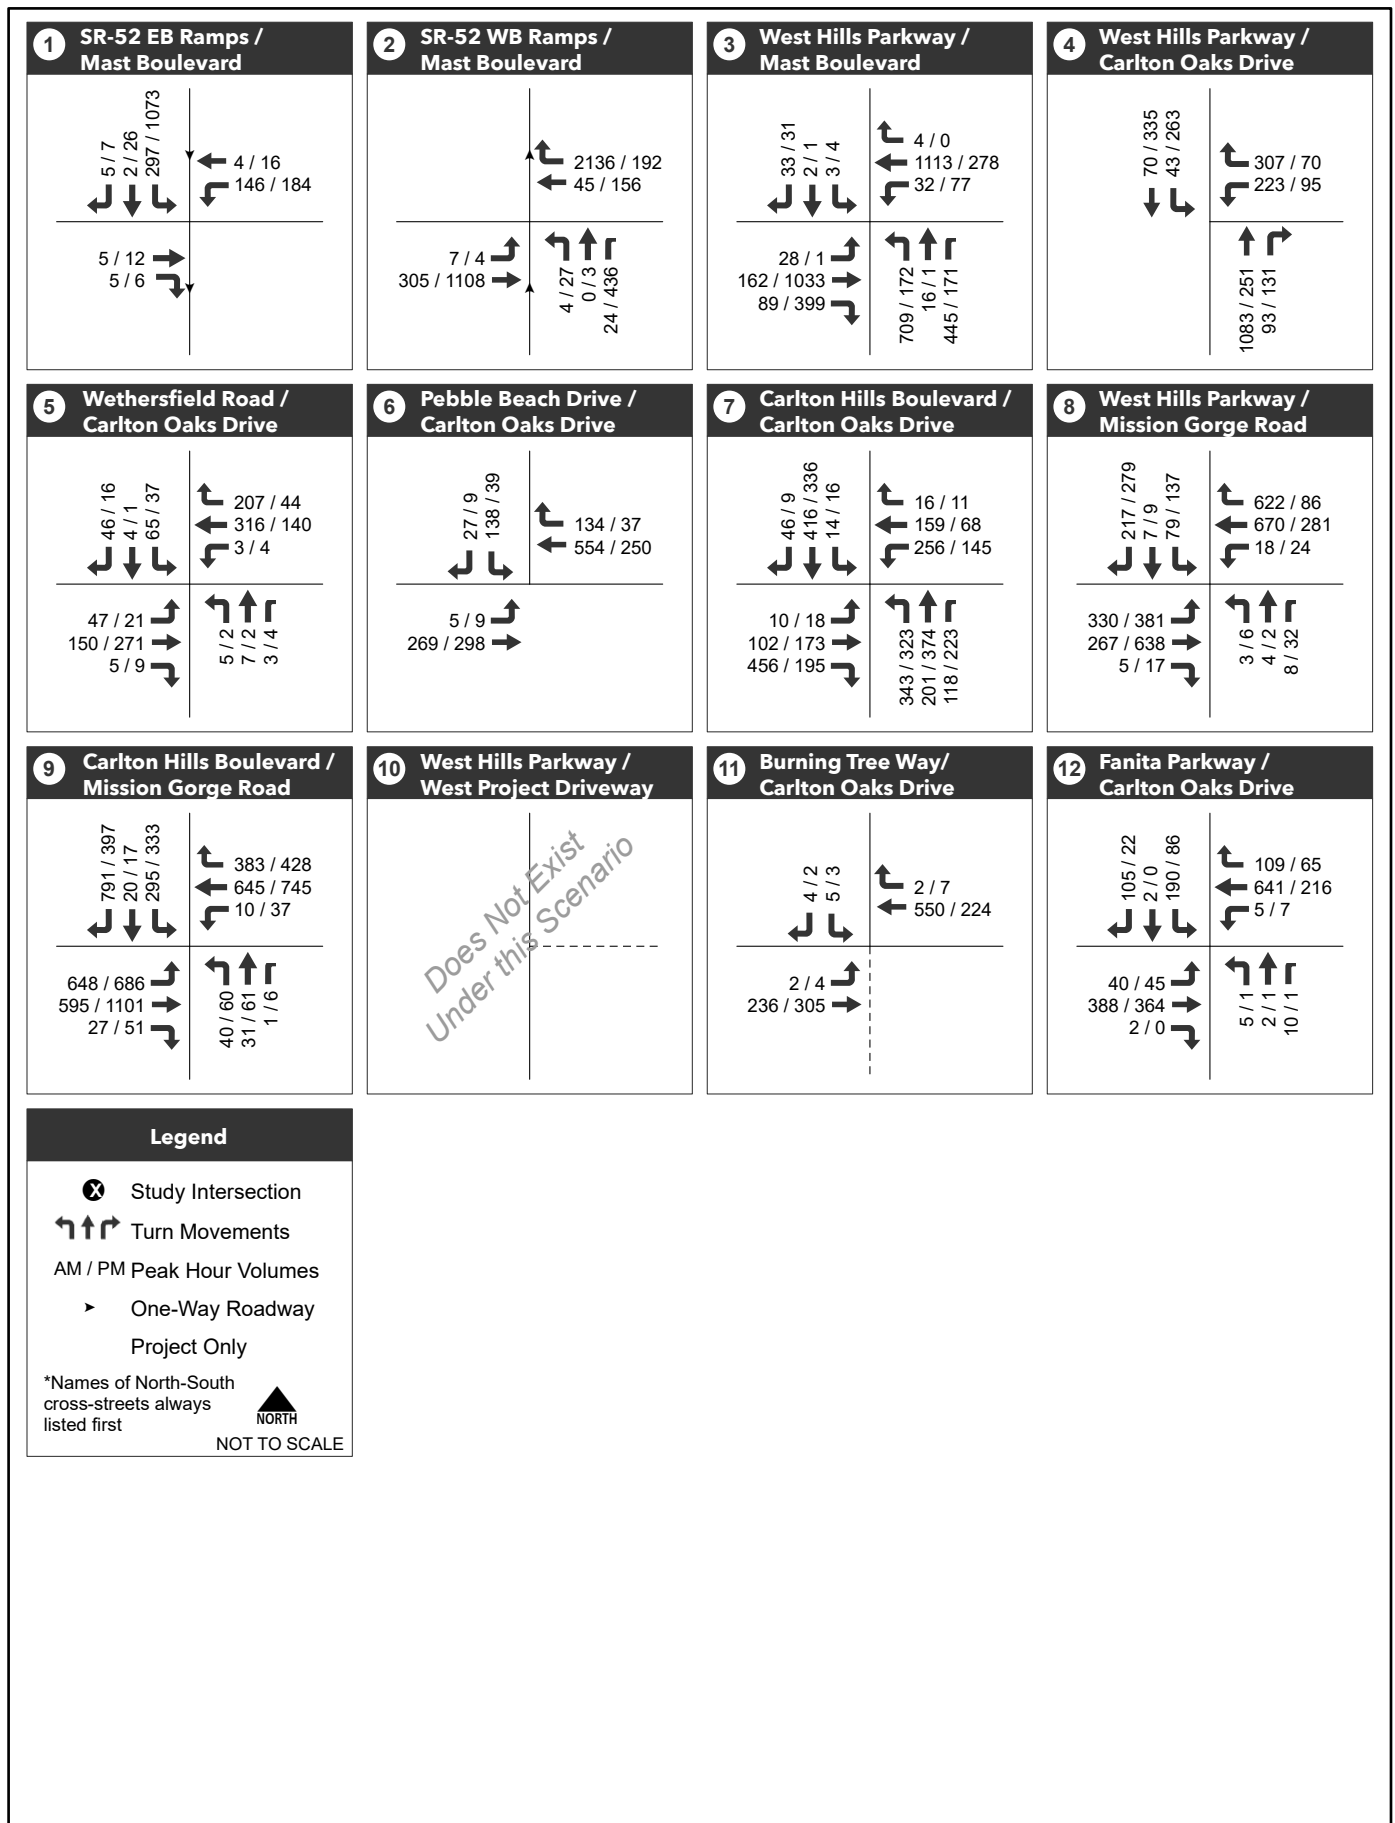 1
SR-52 EB Ramps /
Mast Boulevard
5 / 7
2 / 26
297 / 1073
4 / 16
146 / 184
5 / 12
5 / 6
2
SR-52 WB Ramps /
Mast Boulevard
2136 / 192
45 / 156
7 / 4
305 / 1108
4 / 27
0 / 3
24 / 436
3
West Hills Parkway /
Mast Boulevard
33 / 31
2 / 1
3 / 4
4 / 0
1113 / 278
32 / 77
28 / 1
162 / 1033
89 / 399
709 / 172
16 / 1
445 / 171
4
West Hills Parkway /
Carlton Oaks Drive
70 / 335
43 / 263
307 / 70
223 / 95
1083 / 251
93 / 131
5
Wethersfield Road /
Carlton Oaks Drive
46 / 16
4 / 1
65 / 37
207 / 44
316 / 140
3 / 4
47 / 21
150 / 271
5 / 9
5 / 2
7 / 2
3 / 4
6
Pebble Beach Drive /
Carlton Oaks Drive
27 / 9
138 / 39
134 / 37
554 / 250
5 / 9
269 / 298
7
Carlton Hills Boulevard /
Carlton Oaks Drive
46 / 9
416 / 336
14 / 16
16 / 11
159 / 68
256 / 145
10 / 18
102 / 173
456 / 195
343 / 323
201 / 374
118 / 223
8
West Hills Parkway /
Mission Gorge Road
217 / 279
7 / 9
79 / 137
622 / 86
670 / 281
18 / 24
330 / 381
267 / 638
5 / 17
3 / 6
4 / 2
8 / 32
9
Carlton Hills Boulevard /
Mission Gorge Road
791 / 397
20 / 17
295 / 333
383 / 428
645 / 745
10 / 37
648 / 686
595 / 1101
27 / 51
40 / 60
31 / 61
1 / 6
10
West Hills Parkway /
West Project Driveway
Does Not Exist
Under this Scenario
11
Burning Tree Way/
Carlton Oaks Drive
4 / 2
5 / 3
2 / 7
550 / 224
2 / 4
236 / 305
12
Fanita Parkway /
Carlton Oaks Drive
105 / 22
2 / 0
190 / 86
109 / 65
641 / 216
5 / 7
40 / 45
388 / 364
2 / 0
5 / 1
2 / 1
10 / 1
Legend
X Study Intersection
Turn Movements
AM / PM Peak Hour Volumes
One-Way Roadway
Project Only
*Names of North-South
cross-streets always
listed first
NORTH
NOT TO SCALE